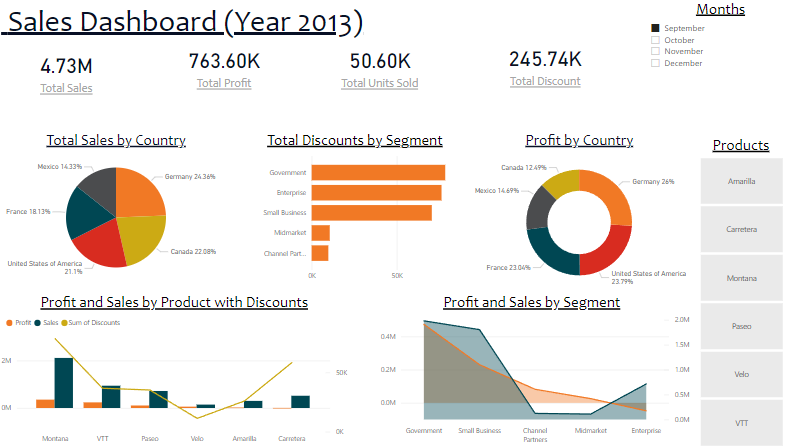 Sales Dashboard (Year 2013)
Months
September
October
November
December
4.73M
Total Sales
763.60K
Total Profit
50.60K
Total Units Sold
245.74K
Total Discount
Total Sales by Country
Mexico 14.33%
Germany 24.36%
France 18.13%
Canada 22.08%
United States of America
21.1%
Total Discounts by Segment
Government
Enterprise
Small Business
Midmarket
Channel Part...
0K
50K
Profit by Country
Canada 12.49%
Germany 26%
Mexico 14.69%
France 23.04%
United States of America
23.79%
Products
Amarilla
Carretera
Montana
Paseo
Velo
VTT
Profit and Sales by Product with Discounts
Profit
Sales
Sum of Discounts
2M
0M
50K
0K
Montana
VTT
Paseo
Velo
Amarilla
Carretera
Profit and Sales by Segment
0.4M
0.2M
0.0M
2.0M
1.5M
1.0M
0.5M
0.0M
Government
Small Business
Channel
Partners
Midmarket
Enterprise